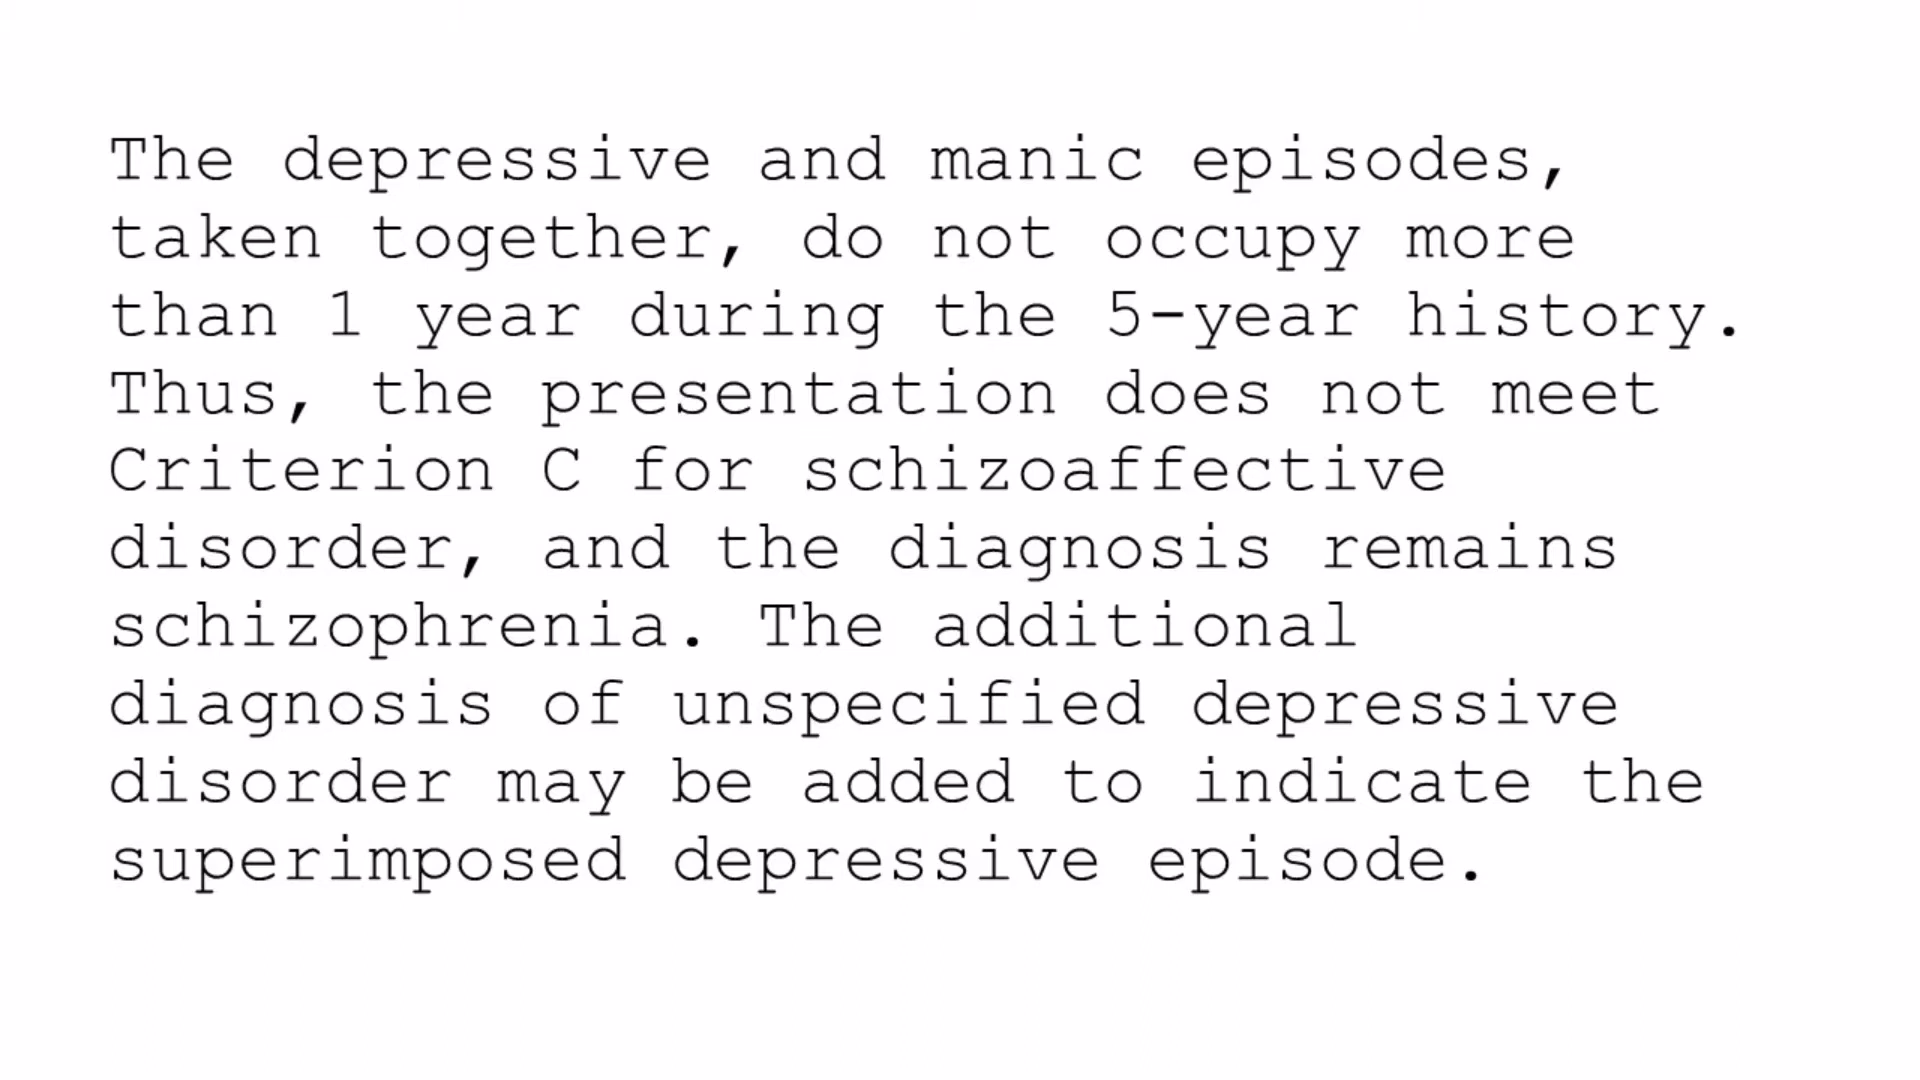 The depressive and manic episodes,
taken together, do not occupy more
than 1 year during the 5-year history.
Thus, the presentation does not meet
Criterion C for schizoaffective
disorder, and the diagnosis remains
schizophrenia. The additional
diagnosis of unspecified depressive
disorder may be added to indicate the
superimposed depressive episode.